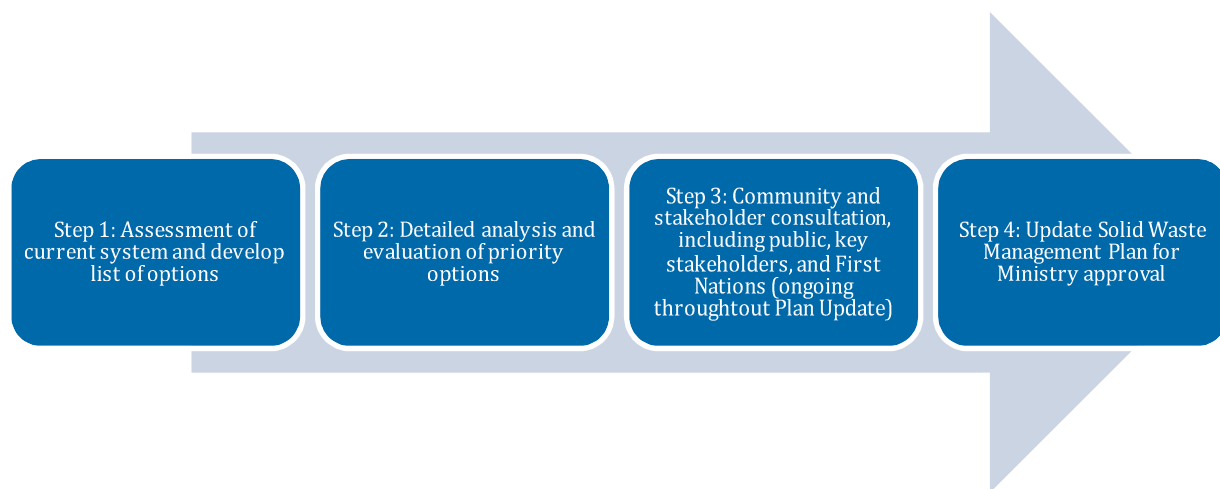 Step 1: Assessment of
current system and develop
list of options
Step 2: Detailed analysis and
evaluation of priority
options
Step 3: Community and
stakeholder consultation,
including public, key
stakeholders, and First
Nations (ongoing
throughtout Plan Update)
Step 4: Update Solid Waste
Management Plan for
Ministry approval